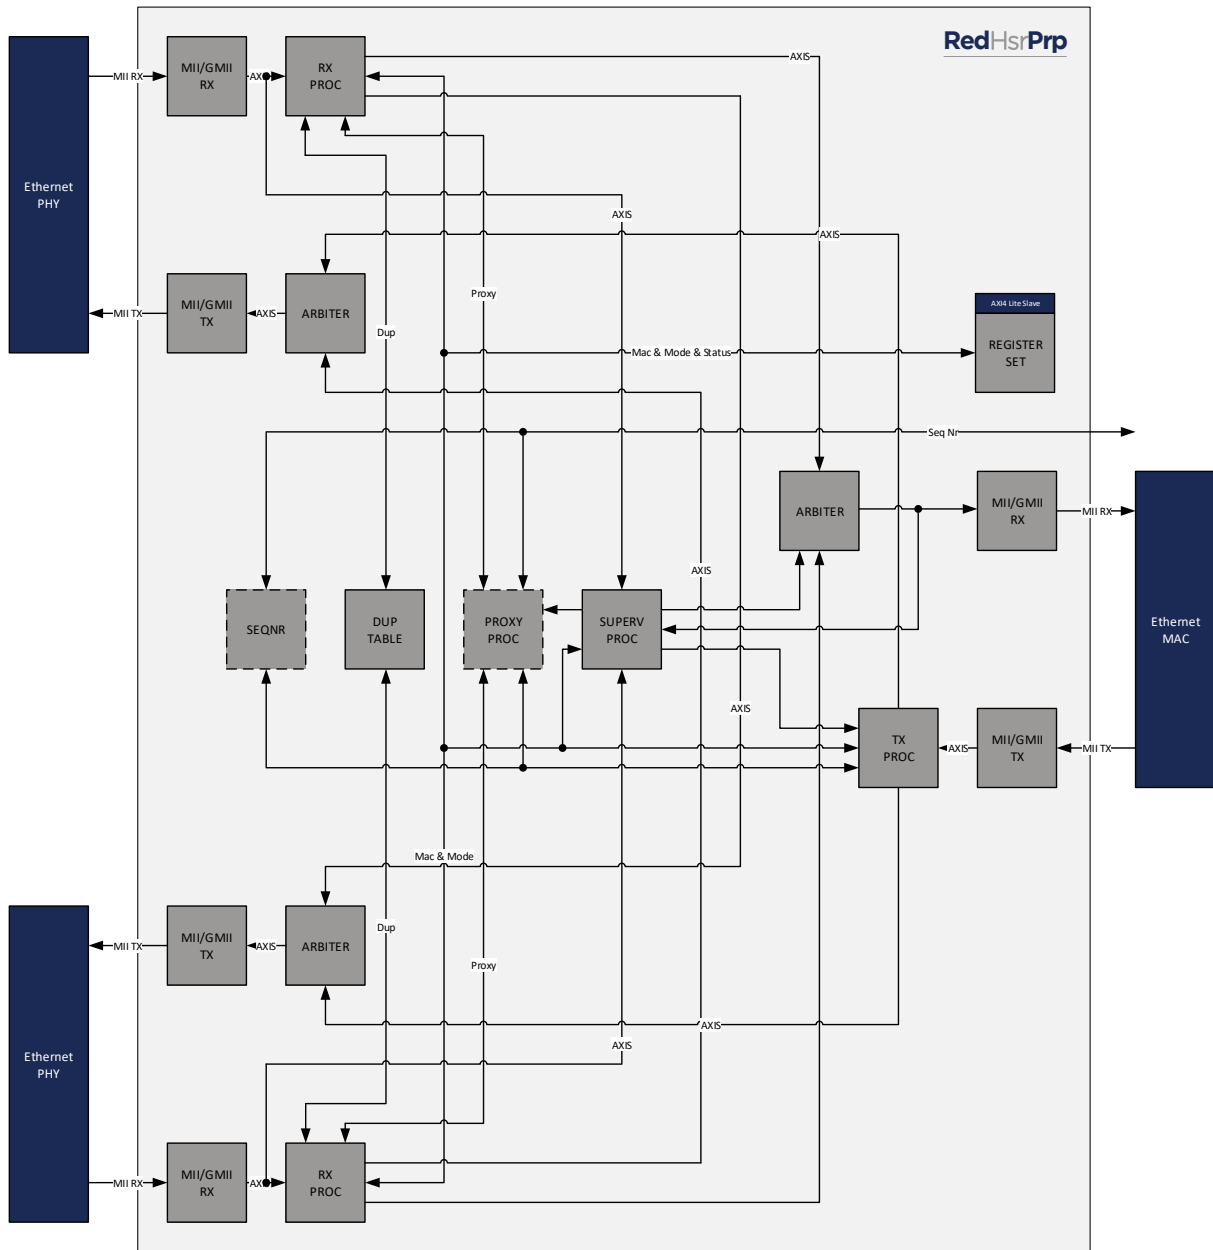 RedHsrPrp
AXIS
MII/GMII
RX
RX
PROC
MII RX
AXIS
Ethernet
PHY
AXIS
AXIS
MII/GMII
TX
ARBITER
Proxy
AXI4 Lite Slave
MII TX
AXIS
Dup
REGISTER
SET
Mac & Mode & Status
Seq Nr
ARBITER
MII/GMII
RX
MII RX
AXIS
SEQNR
DUP
TABLE
PROXY
PROC
SUPERV
PROC
Ethernet
MAC
AXIS
TX
PROC
AXIS
MII/GMII
TX
MII TX
Mac & Mode
MII/GMII
TX
ARBITER
Dup
MII TX
AXIS
Proxy
AXIS
AXIS
Ethernet
PHY
MII/GMII
RX
RX
PROC
MII RX